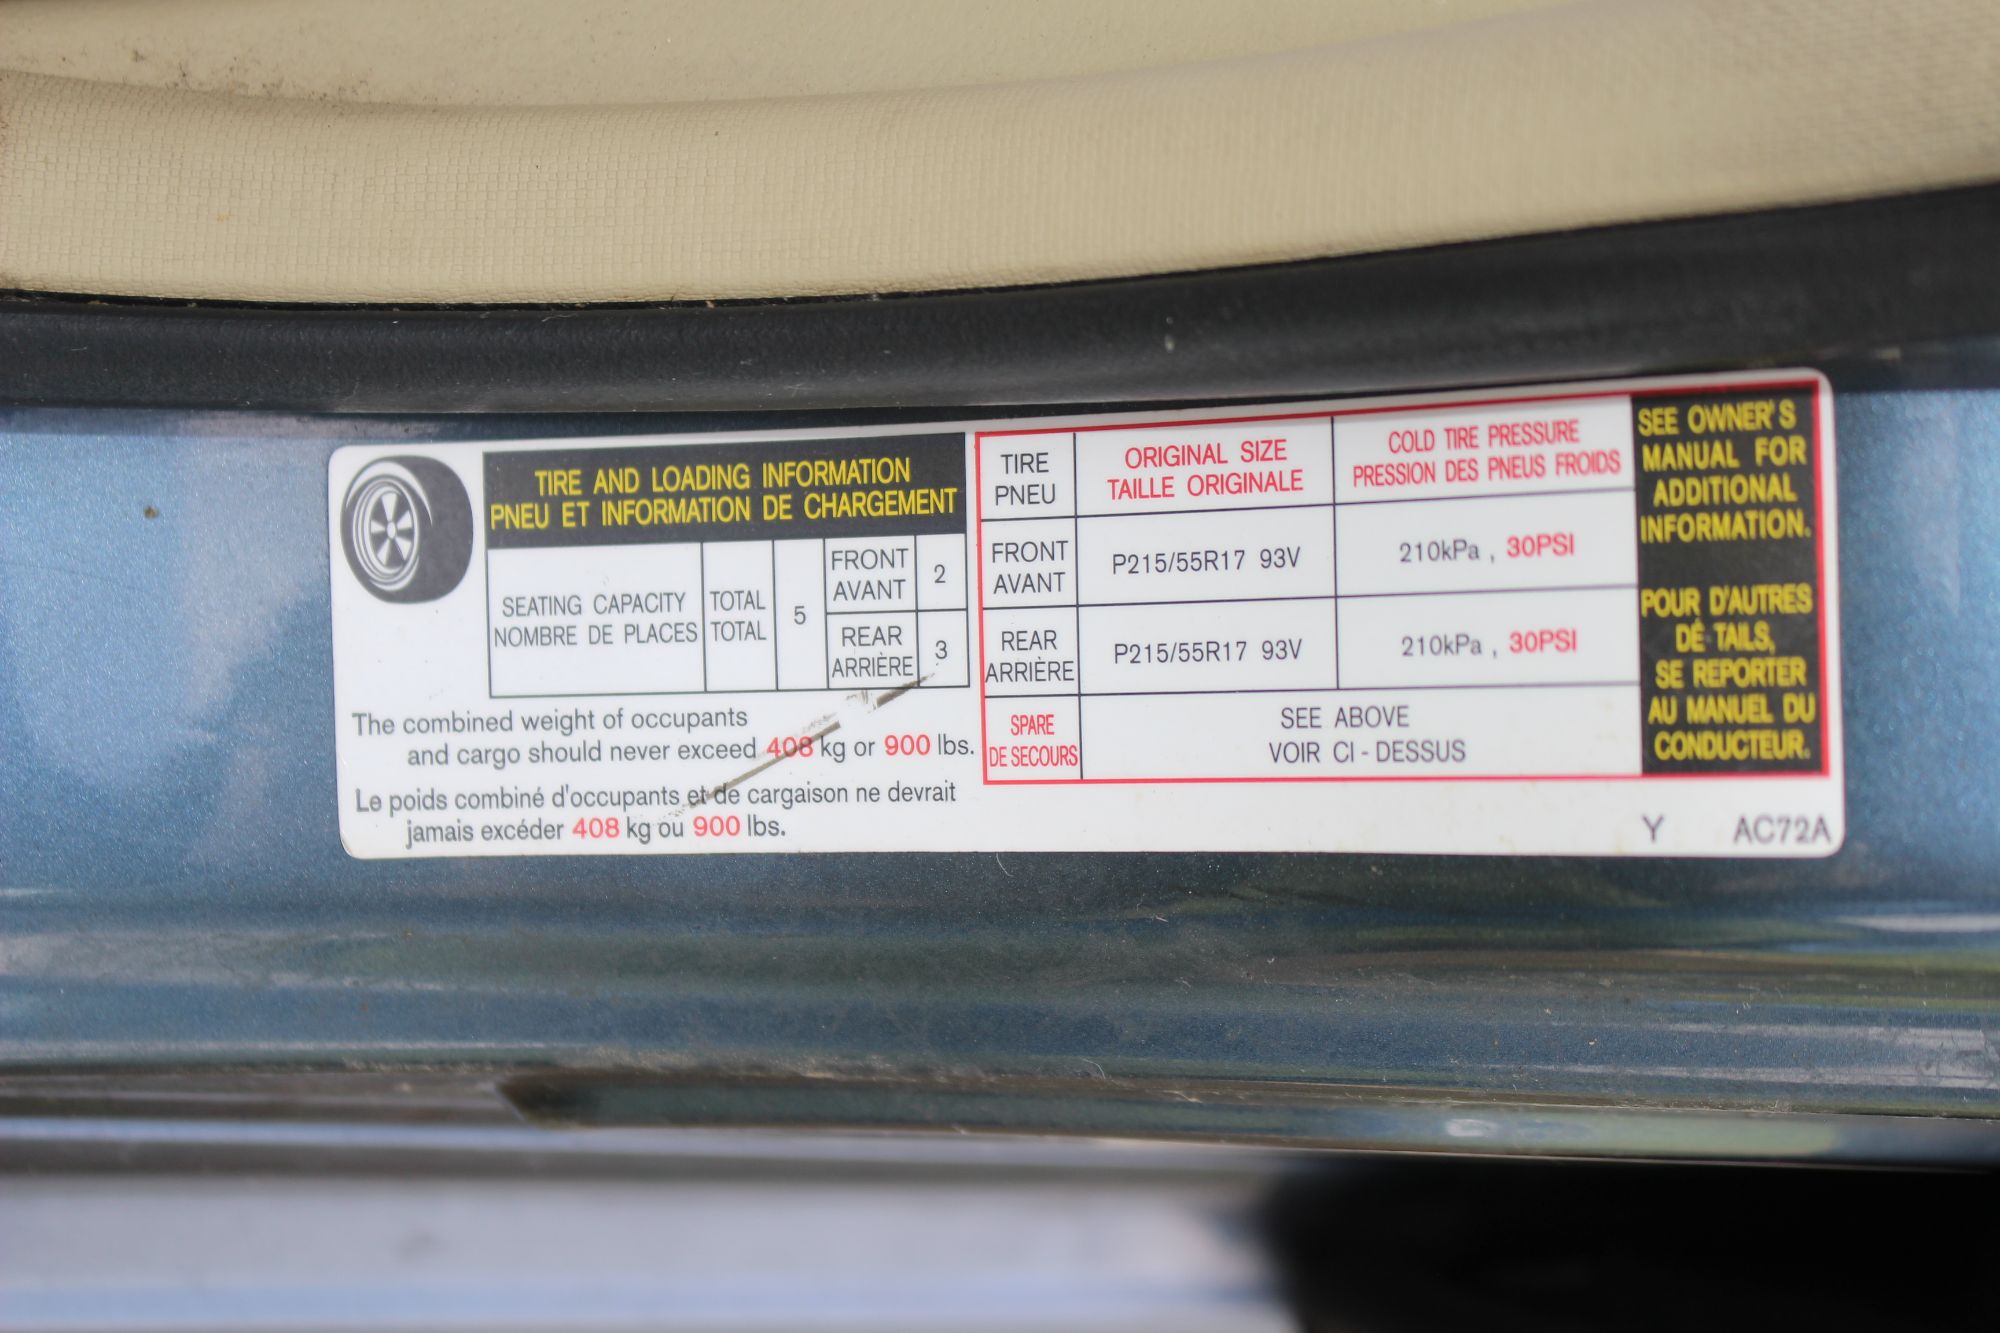 TIRE AND LOADING INFORMATION
PNEU ET INFORMATION DE CHARGEMENT
SEATING CAPACITY
NOMBRE DE PLACES
TOTAL
TOTAL
5
FRONT
AVANT
2
REAR
ARRIÈRE
3
The combined weight of occupants
and cargo should never exceed 408 kg or 900 lbs.
Le poids combiné d'occupants et de cargaison ne devrait
jamais excéder 408 kg ou 900 lbs.
TIRE
PNEU
ORIGINAL SIZE
TAILLE ORIGINALE
COLD TIRE PRESSURE
PRESSION DES PNEUS FROIDS
FRONT
AVANT
P215/55R17 93V
210kPa , 30PSI
REAR
ARRIÈRE
P215/55R17 93V
210kPa , 30PSI
SPARE
DE SECOURS
SEE ABOVE
VOIR CI - DESSUS
SEE OWNER'S
MANUAL FOR
ADDITIONAL
INFORMATION.
POUR D'AUTRES
DÉ TAILS,
SE REPORTER
AU MANUEL DU
CONDUCTEUR.
Y AC72A